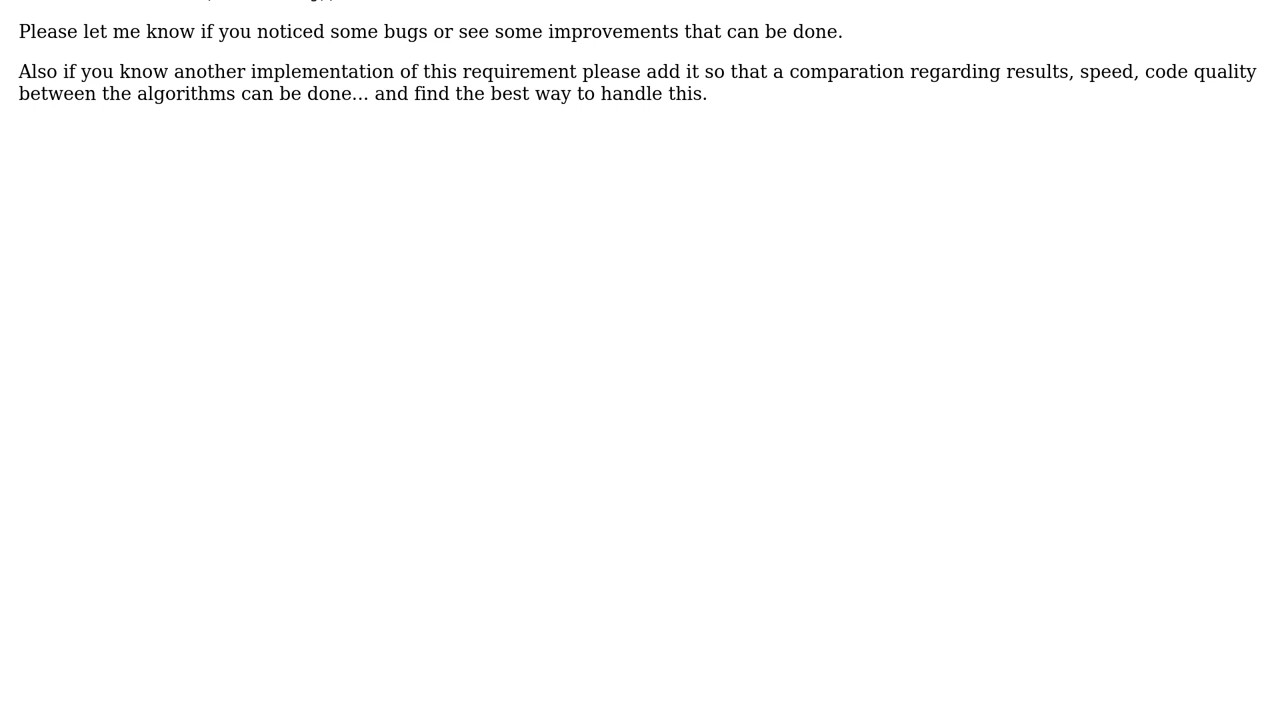 Please let me know if you noticed some bugs or see some improvements that can be done.
Also if you know another implementation of this requirement please add it so that a comparation regarding results, speed, code quality
between the algorithms can be done... and find the best way to handle this.